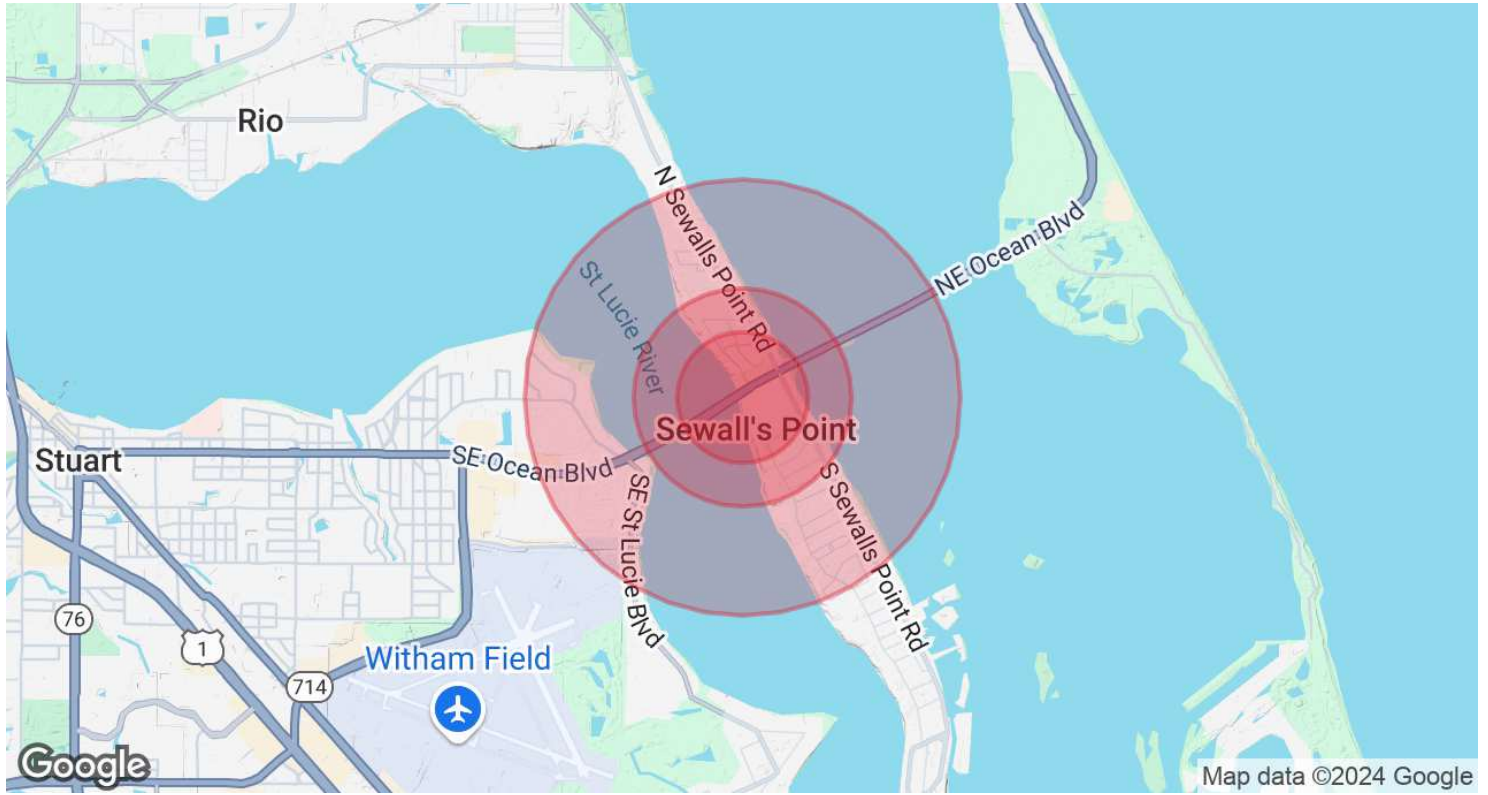 Rio
N Sewalls Point Rd
NE Ocean Blvd
St Lucie River
Sewall's Point
Stuart
SE Ocean Blvd
SE St Lucie Blvd
S Sewalls Point Rd
76
1
714
Witham Field
Google
Map data ©2024 Google